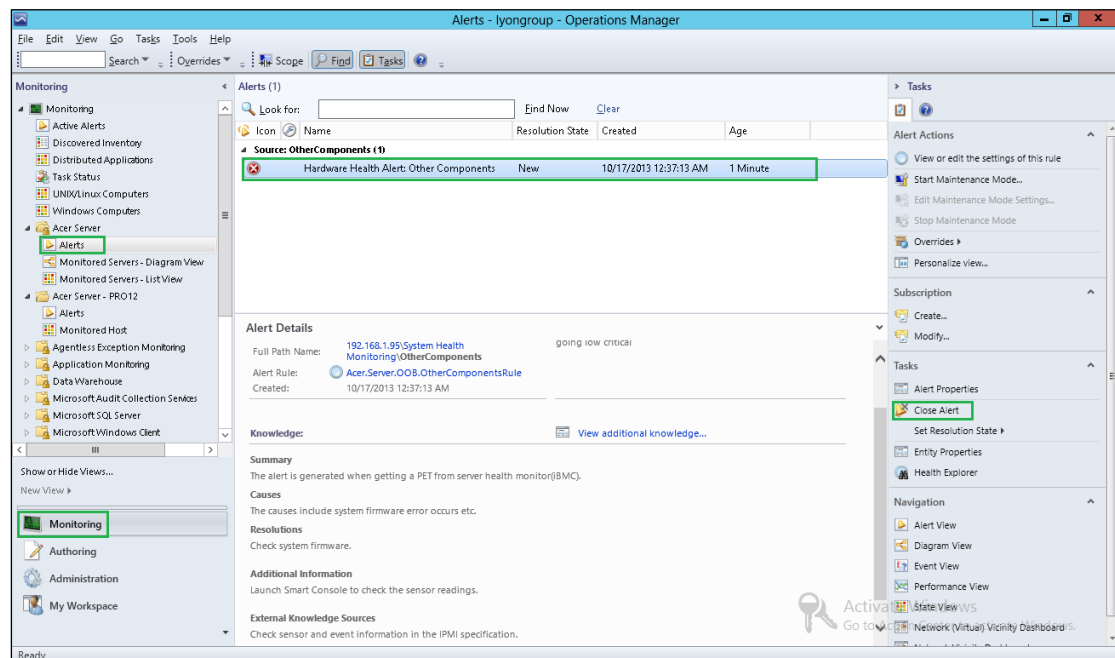 Alerts - lyongroup - Operations Manager
File Edit View Go Tasks Tools Help
Search Overrides Scope Find Tasks
Monitoring
Monitoring
Active Alerts
Discovered Inventory
Distributed Applications
Task Status
UNIX/Linux Computers
Windows Computers
Acer Server
Alerts
Monitored Servers - Diagram View
Monitored Servers - List View
Acer Server - PRO12
Alerts
Monitored Host
Agentless Exception Monitoring
Application Monitoring
Data Warehouse
Microsoft Audit Collection Services
Microsoft SQL Server
Microsoft Windows Client
Show or Hide Views...
New View
Monitoring
Authoring
Administration
My Workspace
Alerts (1)
Look for: Find Now Clear
Icon Name Resolution State Created Age
Source: OtherComponents (1)
Hardware Health Alert: Other Components New 10/17/2013 12:37:13 AM 1 Minute
Alert Details
going low critical
Full Path Name: 192.168.1.95\System Health
Monitoring\OtherComponents
Alert Rule: Acer.Server.OOB.OtherComponentsRule
Created: 10/17/2013 12:37:13 AM
Knowledge: View additional knowledge...
Summary
The alert is generated when getting a PET from server health monitor(iBMC).
Causes
The causes include system firmware error occurs etc.
Resolutions
Check system firmware.
Additional Information
Launch Smart Console to check the sensor readings.
External Knowledge Sources
Check sensor and event information in the IPMI specification.
Tasks
Alert Actions
View or edit the settings of this rule
Start Maintenance Mode...
Edit Maintenance Mode Settings...
Stop Maintenance Mode
Overrides
Personalize view...
Subscription
Create...
Modify...
Tasks
Alert Properties
Close Alert
Set Resolution State
Entity Properties
Health Explorer
Navigation
Alert View
Diagram View
Event View
Performance View
State View
Network (Virtual) Vicinity Dashboard
Activate Windows
Go to
Ready